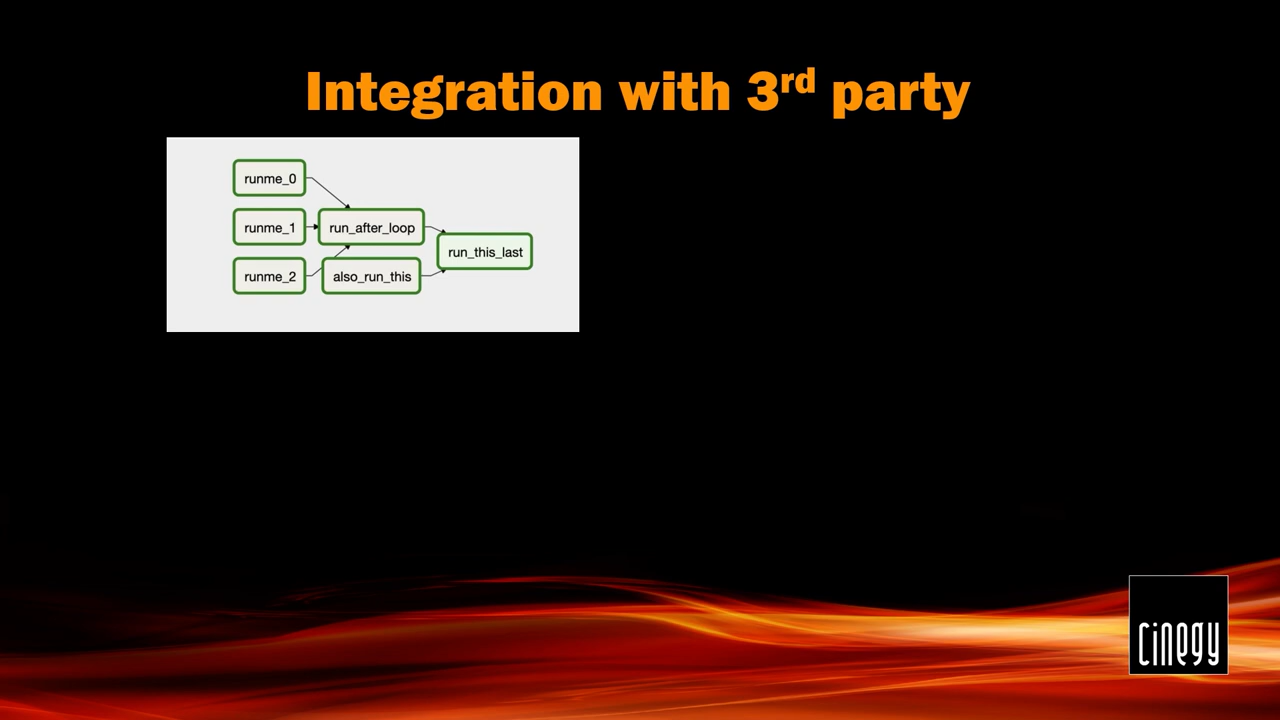 Integration with 3rd party
runme_0
runme_1
run_after_loop
run_this_last
runme_2
also_run_this
cinegy